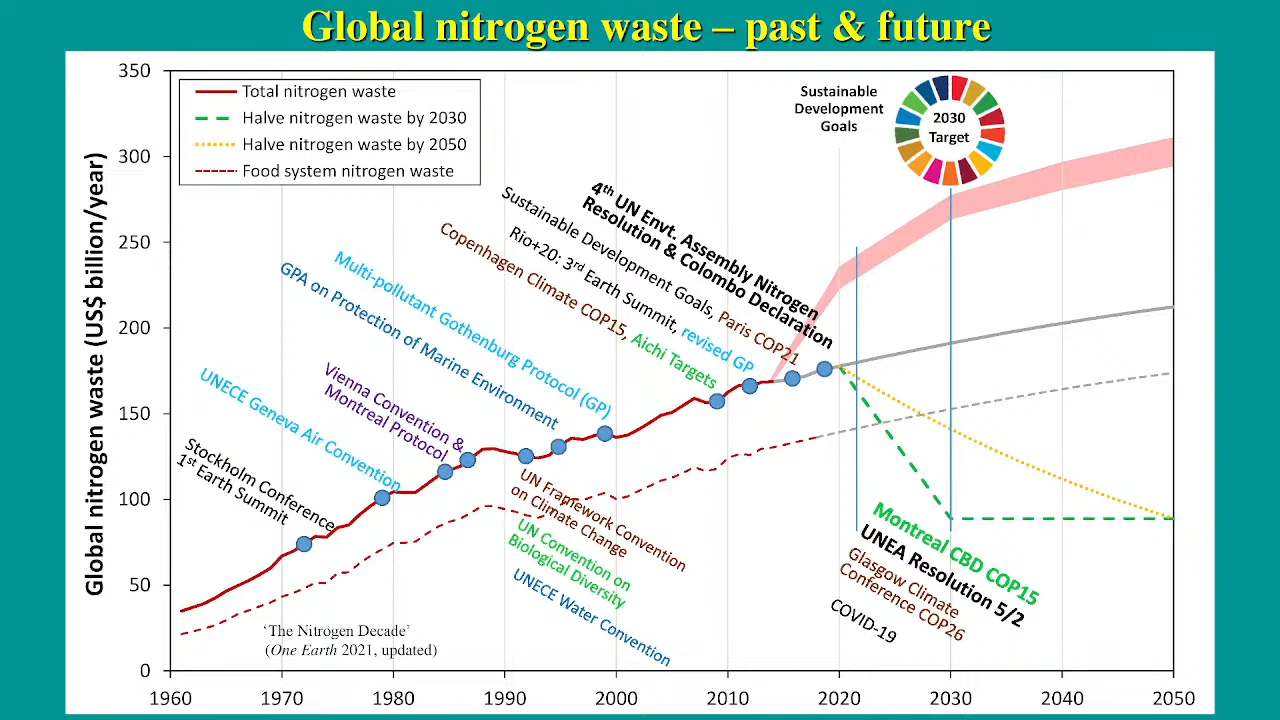 Global nitrogen waste – past & future
Global nitrogen waste (US$ billion/year)
350
300
250
200
150
100
50
0
1960
1970
1980
1990
2000
2010
2020
2030
2040
2050
Total nitrogen waste
Halve nitrogen waste by 2030
Halve nitrogen waste by 2050
Food system nitrogen waste
Sustainable
Development
Goals
2030
Target
4th UN Envt. Assembly Nitrogen
Resolution & Colombo Declaration
Sustainable Development Goals, Paris COP21
Rio+20: 3rd Earth Summit, revised GP
Copenhagen Climate COP15, Aichi Targets
Multi-pollutant Gothenburg Protocol (GP)
GPA on Protection of Marine Environment
Vienna Convention &
Montreal Protocol
UNECE Geneva Air Convention
Stockholm Conference
1st Earth Summit
UN Framework Convention
on Climate Change
UN Convention on
Biological Diversity
UNECE Water Convention
Montreal CBD COP15
UNEA Resolution 5/2
Glasgow Climate
Conference COP26
COVID-19
‘The Nitrogen Decade’
(One Earth 2021, updated)